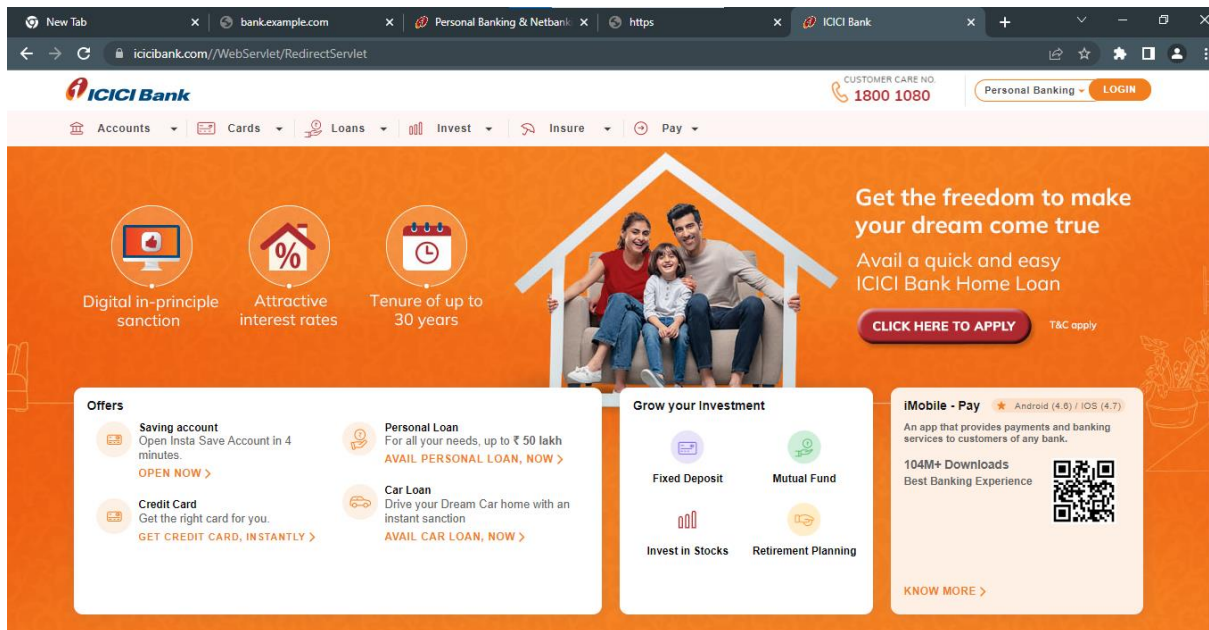 New Tab
bank.example.com
Personal Banking & Netbank
https
ICICI Bank
icicibank.com//WebServlet/RedirectServlet
ICICI Bank
CUSTOMER CARE NO.
1800 1080
Personal Banking
LOGIN
Accounts
Cards
Loans
Invest
Insure
Pay
Digital in-principle
sanction
Attractive
interest rates
Tenure of up to
30 years
Get the freedom to make
your dream come true
Avail a quick and easy
ICICI Bank Home Loan
CLICK HERE TO APPLY
T&C apply
Offers
Saving account
Open Insta Save Account in 4
minutes.
OPEN NOW >
Credit Card
Get the right card for you.
GET CREDIT CARD, INSTANTLY >
Personal Loan
For all your needs, up to ₹ 50 lakh
AVAIL PERSONAL LOAN, NOW >
Car Loan
Drive your Dream Car home with an
instant sanction
AVAIL CAR LOAN, NOW >
Grow your Investment
Fixed Deposit
Mutual Fund
Invest in Stocks
Retirement Planning
iMobile - Pay
Android (4.6) / IOS (4.7)
An app that provides payments and banking
services to customers of any bank.
104M+ Downloads
Best Banking Experience
KNOW MORE >